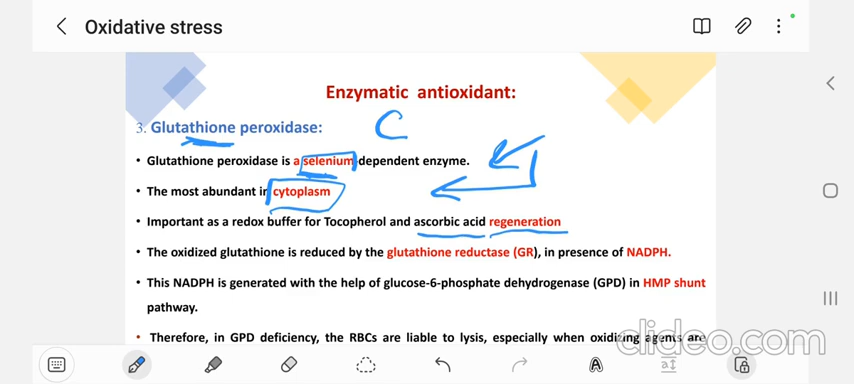 Oxidative stress
Enzymatic antioxidant:
3. Glutathione peroxidase:
• Glutathione peroxidase is a selenium dependent enzyme.
• The most abundant in cytoplasm
• Important as a redox buffer for Tocopherol and ascorbic acid regeneration
• The oxidized glutathione is reduced by the glutathione reductase (GR), in presence of NADPH.
• This NADPH is generated with the help of glucose-6-phosphate dehydrogenase (GPD) in HMP shunt
pathway.
• Therefore, in GPD deficiency, the RBCs are liable to lysis, especially when oxidizing agents are
clideo.com
C